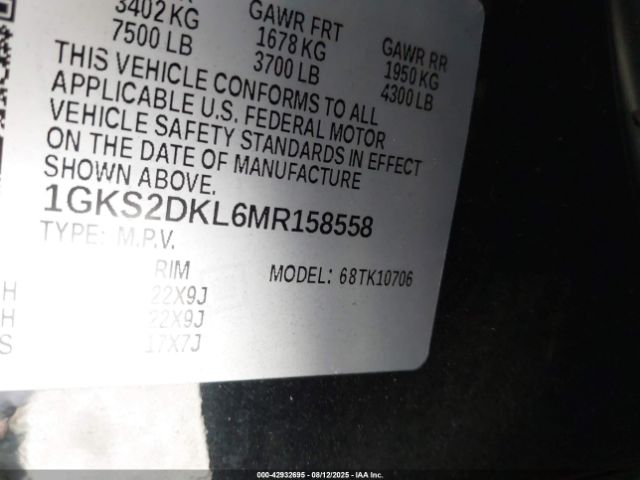 3402 KG GAWR FRT
7500 LB 1678 KG GAWR RR
3700 LB 1950 KG
4300 LB
THIS VEHICLE CONFORMS TO ALL
APPLICABLE U.S. FEDERAL MOTOR
VEHICLE SAFETY STANDARDS IN EFFECT
ON THE DATE OF MANUFACTURE
SHOWN ABOVE.
1GKS2DKL6MR158558
TYPE: M.P.V.
RIM MODEL: 68TK10706
H 22X9J
H 22X9J
S 17X7J
000-42932695 - 08/12/2025 - IAA Inc.